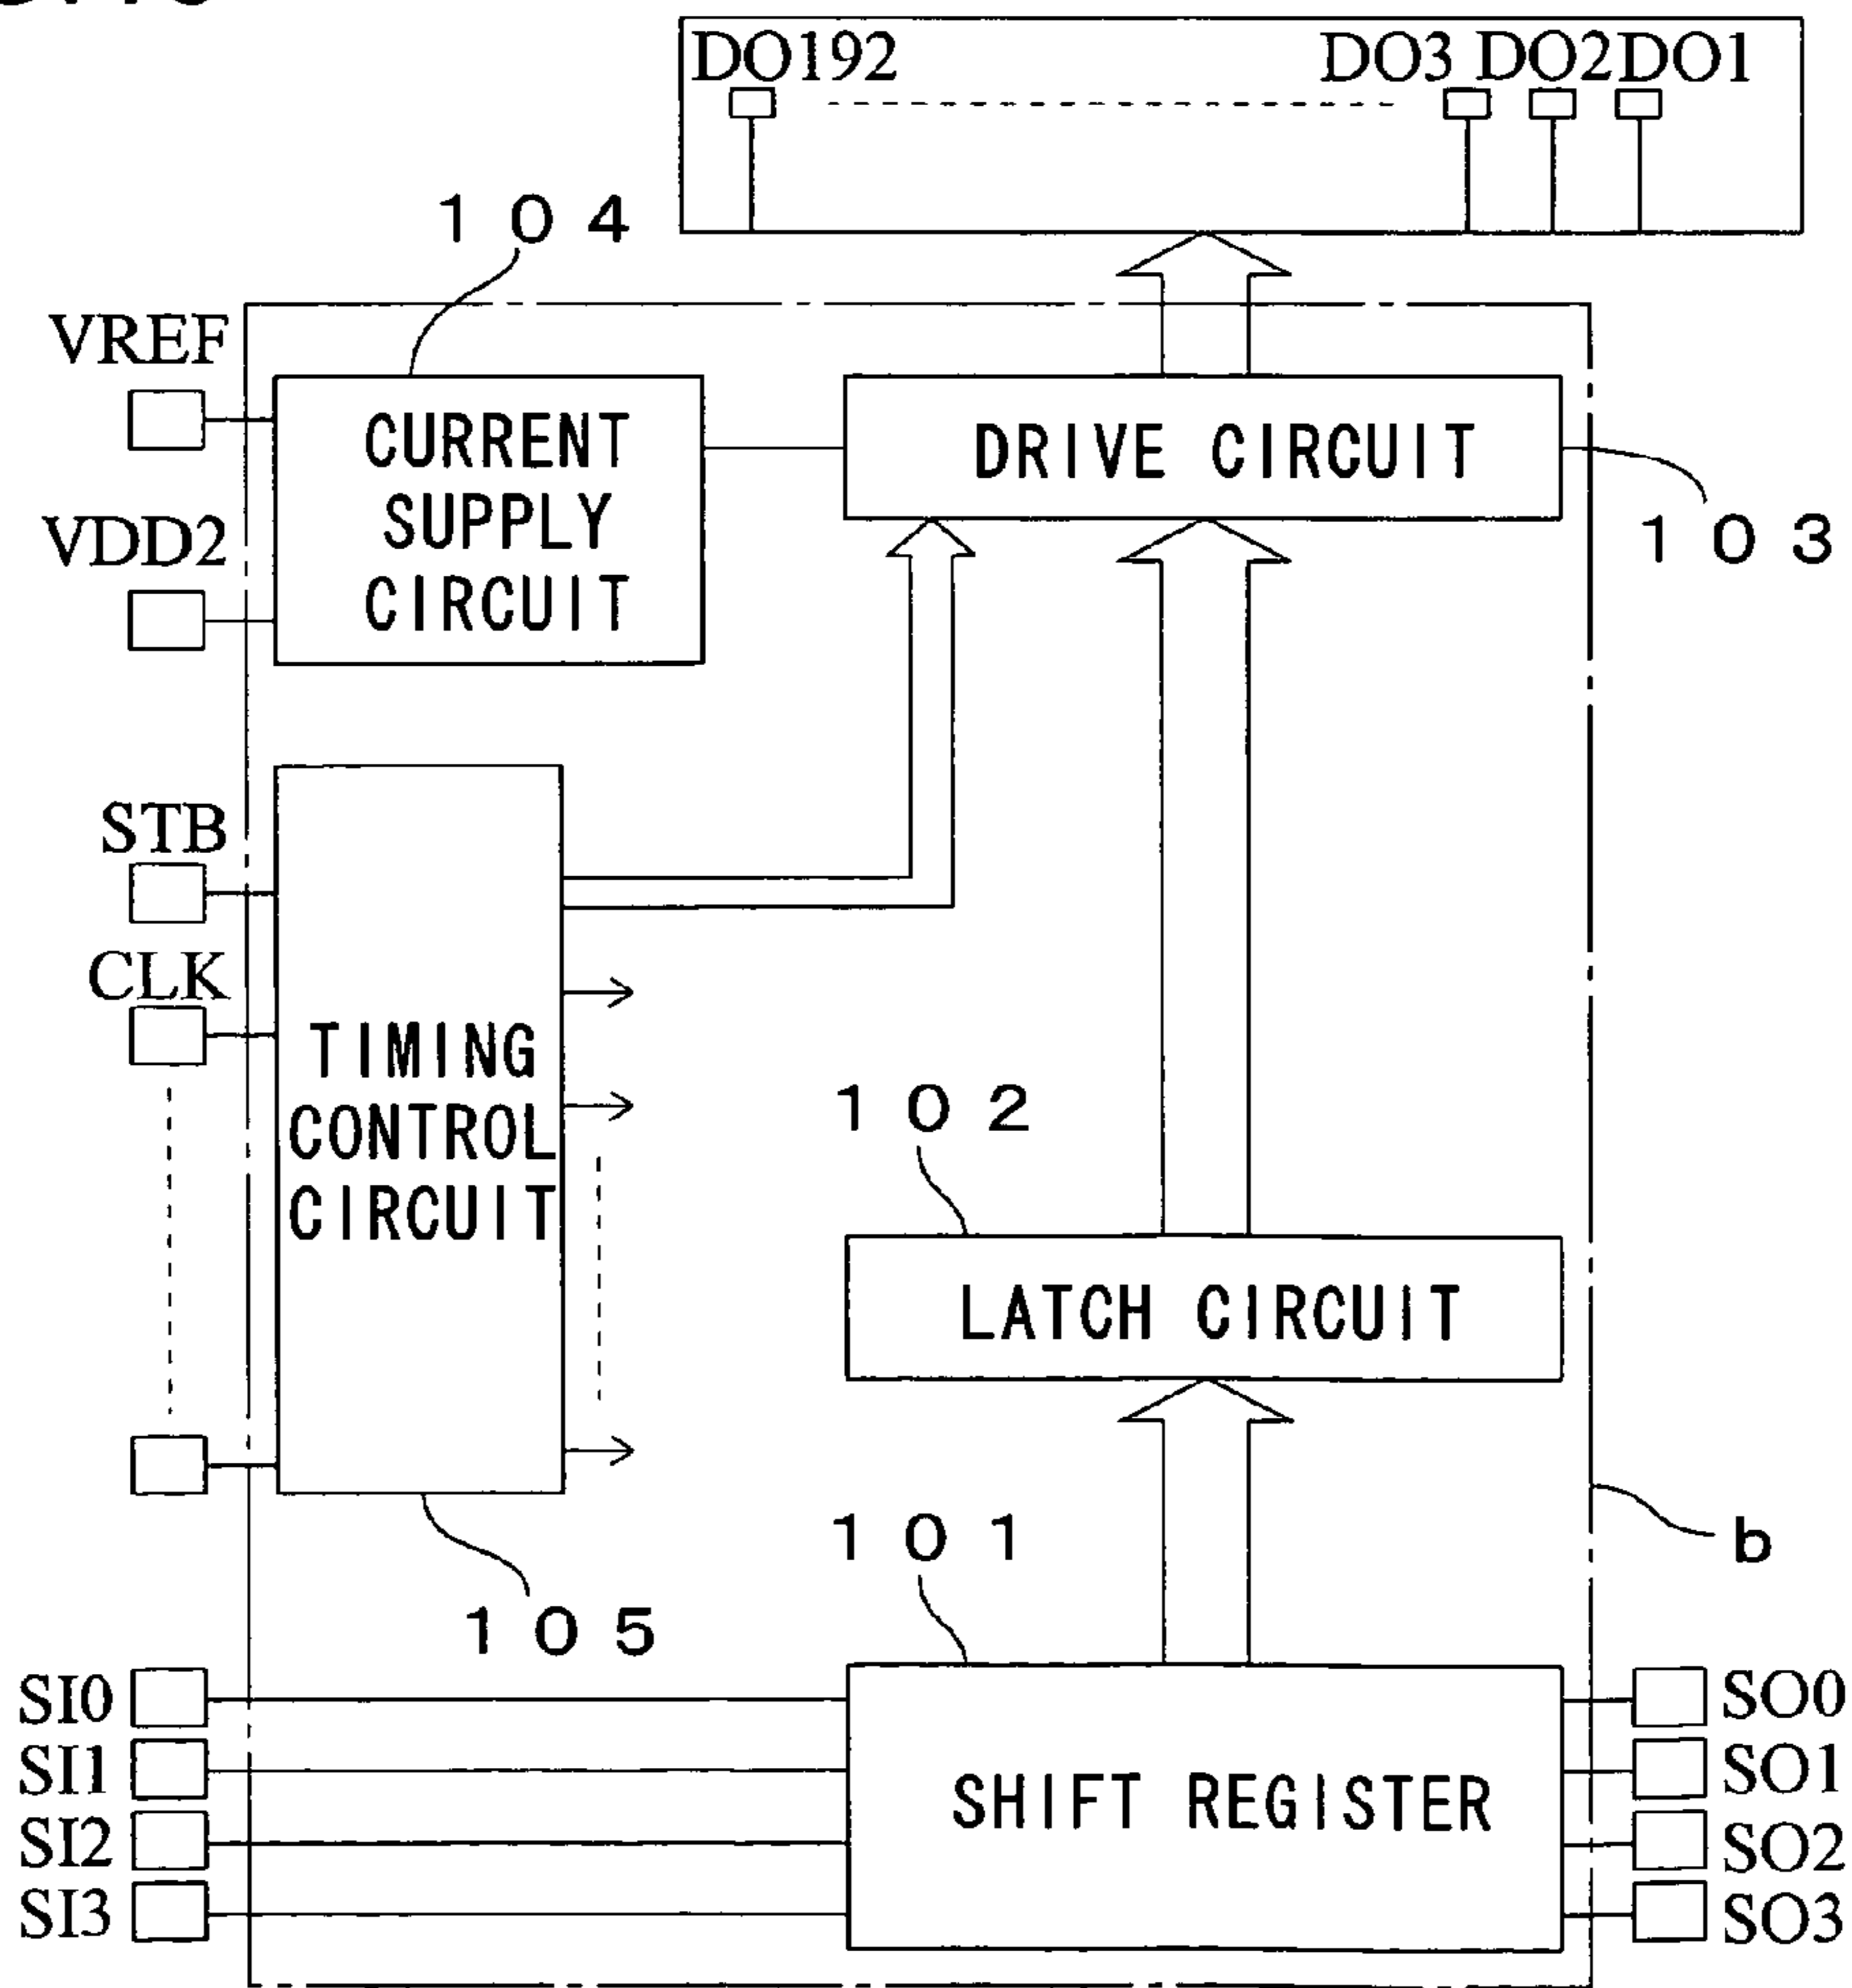 DO192 DO3 DO2 DO1
104
VREF
CURRENT
SUPPLY
CIRCUIT
DRIVE CIRCUIT
VDD2
103
STB
CLK
TIMING
CONTROL
CIRCUIT
102
LATCH CIRCUIT
101
b
105
SI0
SO0
SI1
SO1
SHIFT REGISTER
SI2
SO2
SI3
SO3